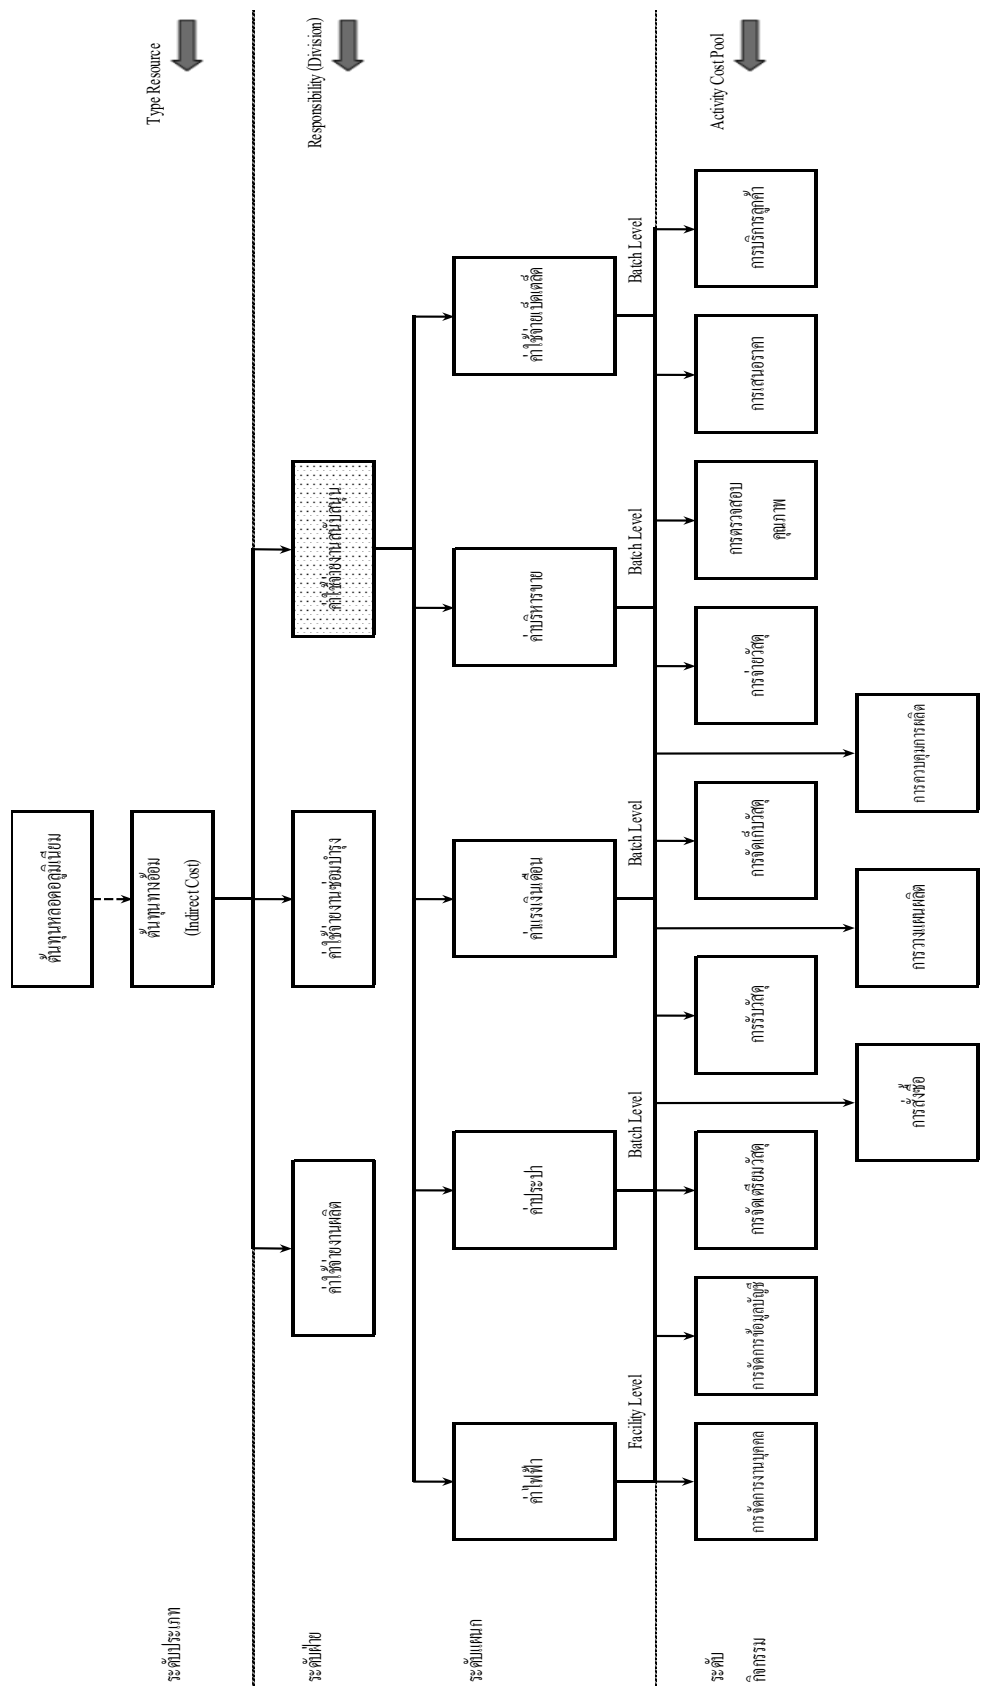 ต้นทุนหลอดอลูมิเนียม
ระดับประเภท
ต้นทุนทางอ้อม
(Indirect Cost)
Type Resource
ระดับฝ่าย
ค่าใช้จ่ายงานผลิต
ค่าใช้จ่ายงานซ่อมบำรุง
ค่าใช้จ่ายงานสนับสนุน
Responsibility (Division)
ระดับแผนก
ค่าไฟฟ้า
ค่าประปา
ค่าแรงเงินเดือน
ค่าบริหารขาย
ค่าใช้จ่ายเบ็ดเตล็ด
Facility Level
Batch Level
Batch Level
Batch Level
Batch Level
ระดับ
กิจกรรม
การจัดการงานบุคคล
การจัดการข้อมูลบัญชี
การจัดเตรียมวัสดุ
การรับวัสดุ
การจัดเก็บวัสดุ
การจ่ายวัสดุ
การตรวจสอบ
คุณภาพ
การเสนอราคา
การบริการลูกค้า
Activity Cost Pool
การสั่งซื้อ
การวางแผนผลิต
การควบคุมการผลิต